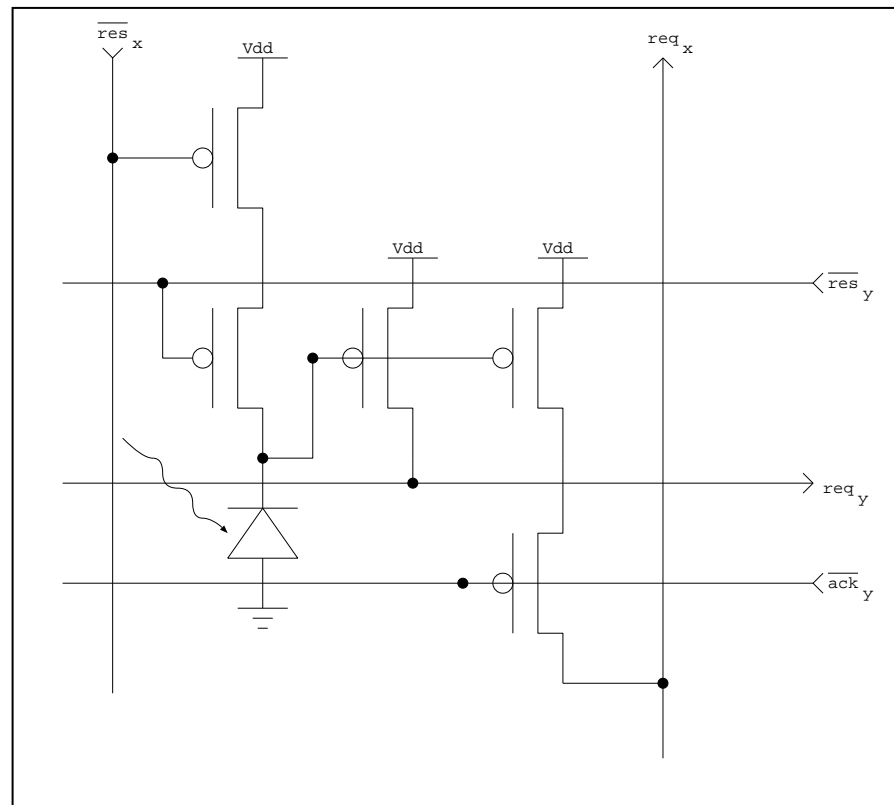 res x
Vdd
req x
Vdd
Vdd
res y
req y
ack y